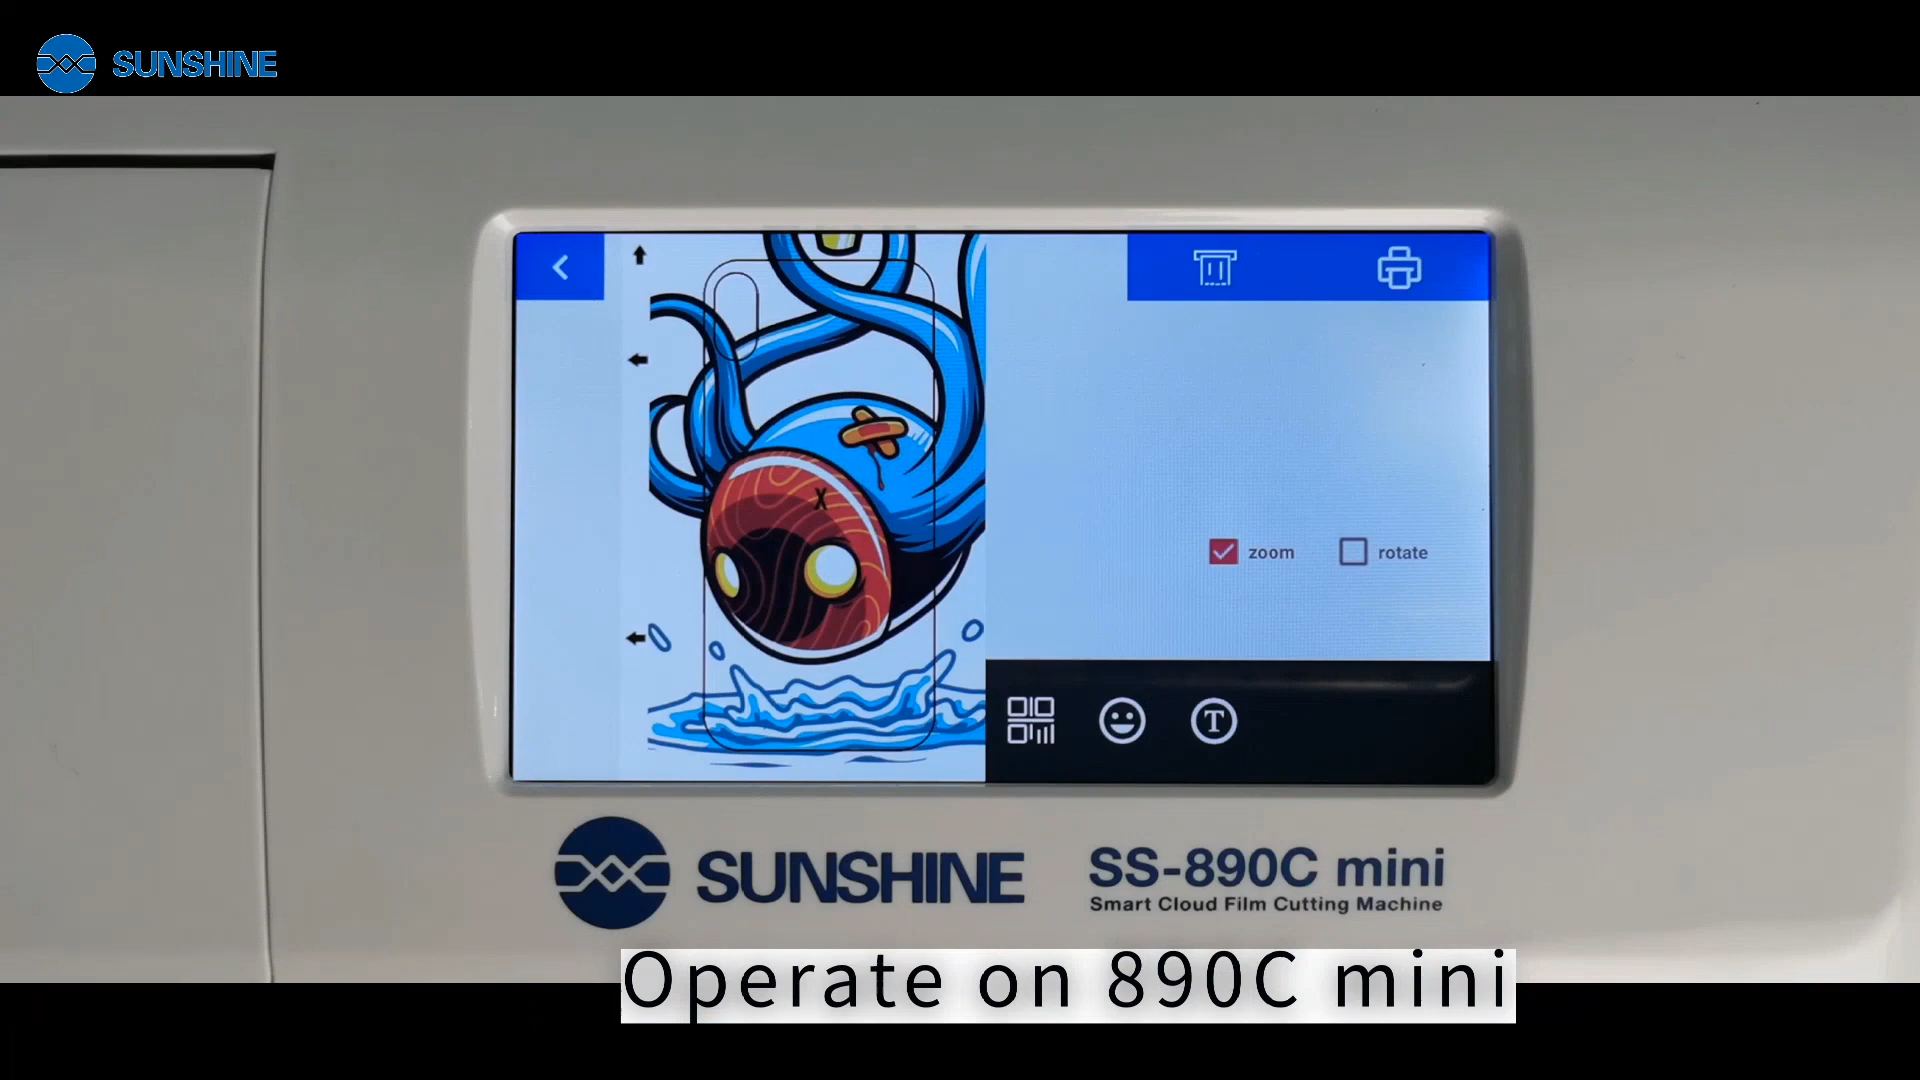 SUNSHINE
zoom
rotate
T
SUNSHINE
SS-890C mini
Smart Cloud Film Cutting Machine
Operate on 890C mini